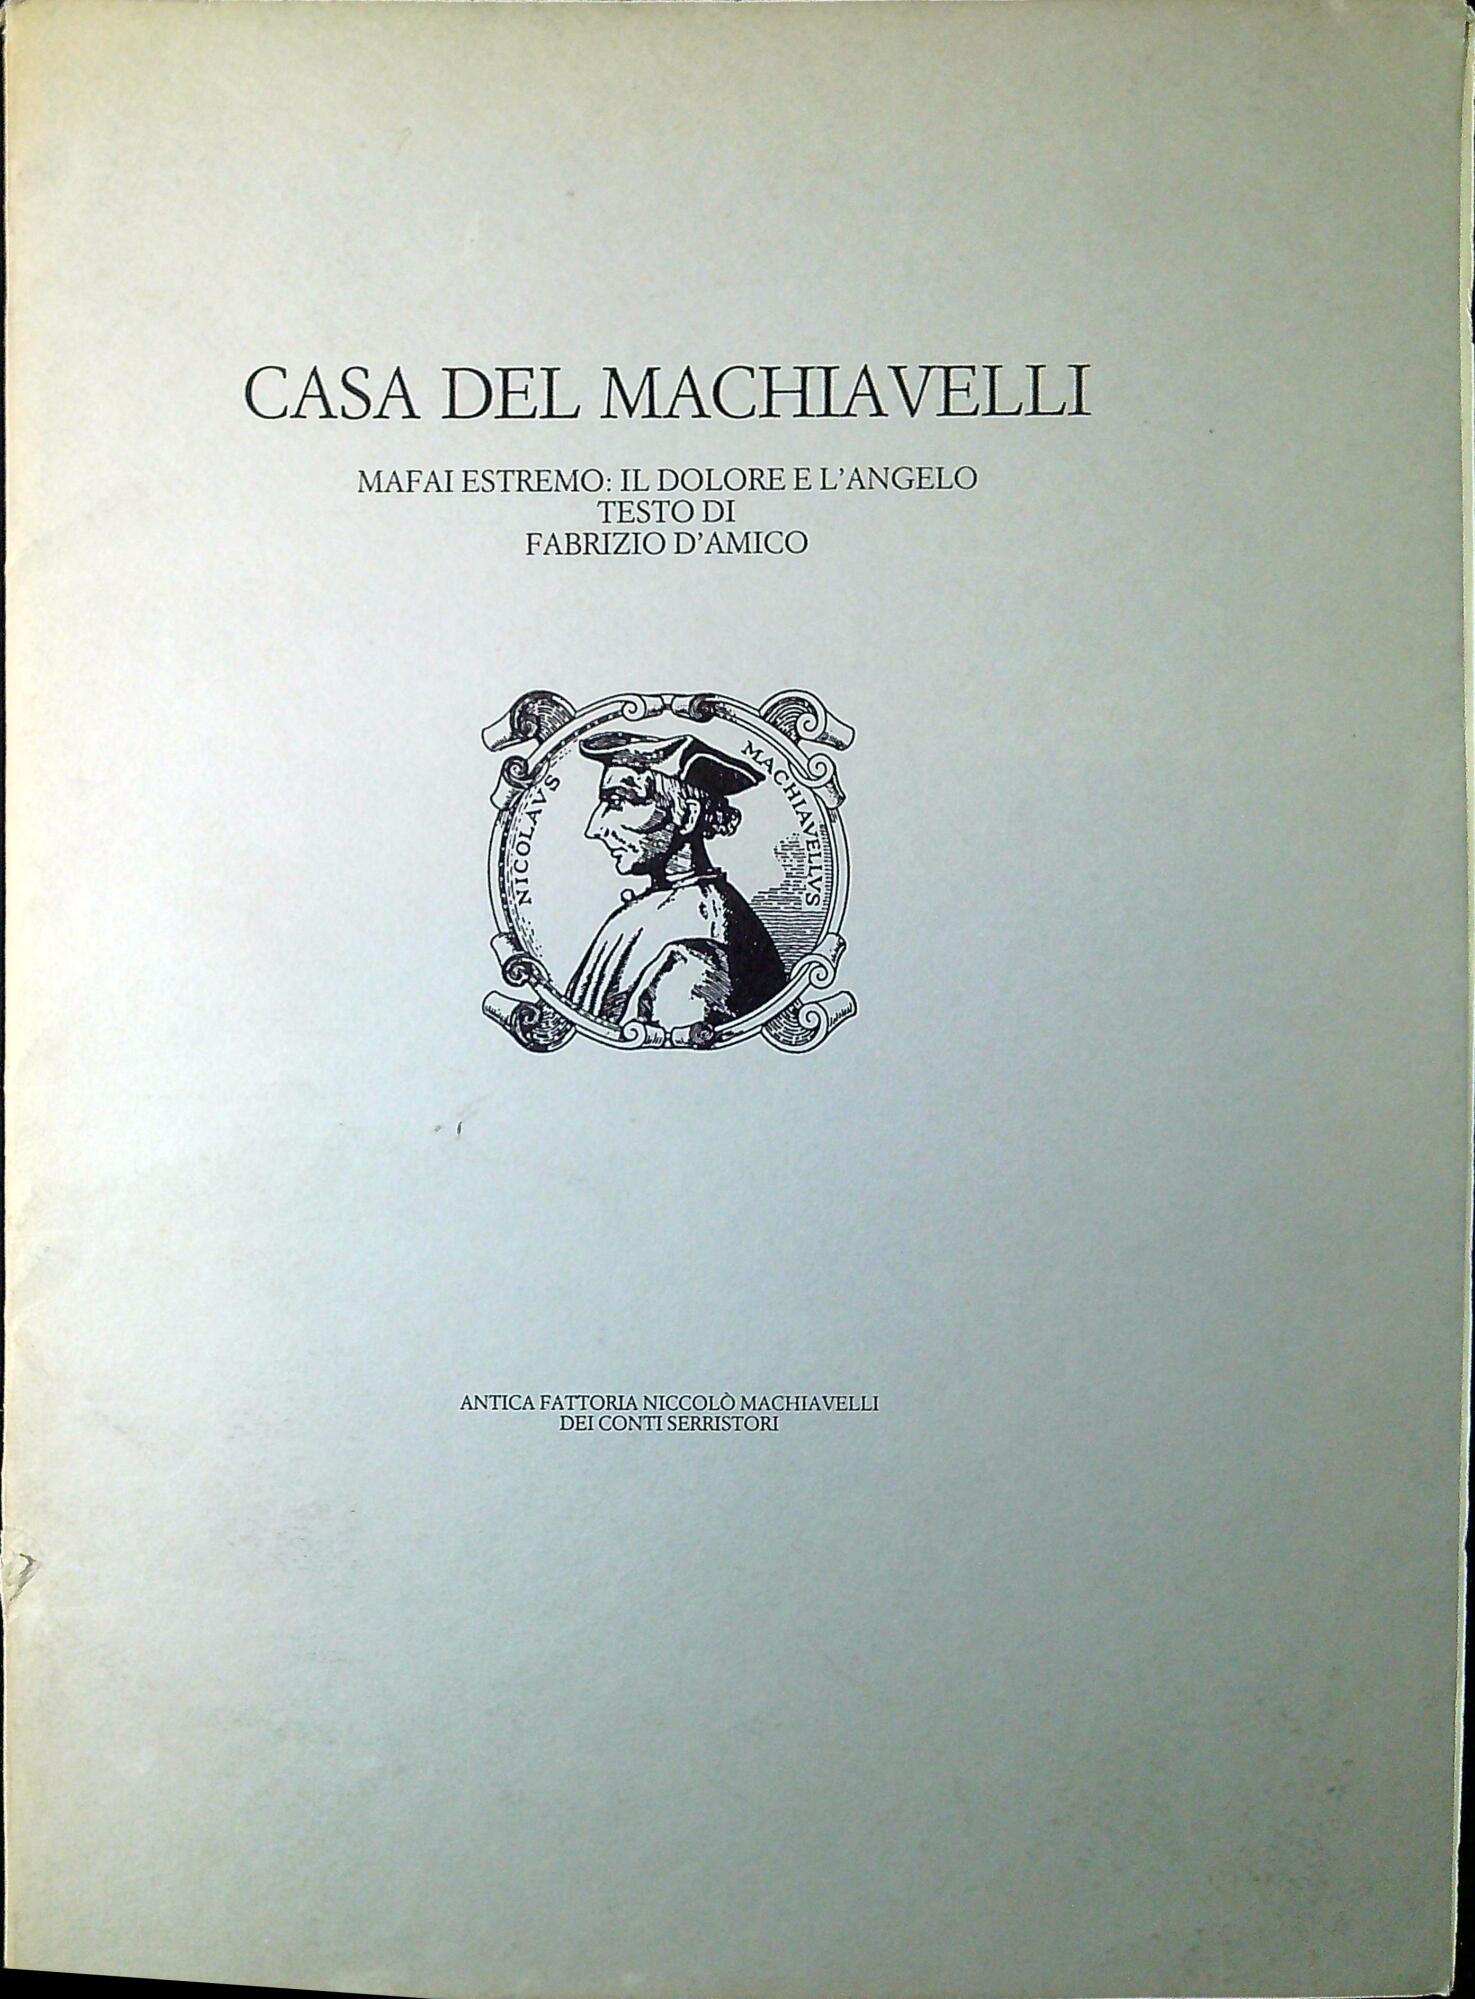 CASA DEL MACHIAVELLI
MAFAI ESTREMO: IL DOLORE E L'ANGELO
TESTO DI
FABRIZIO D'AMICO
NICOLAVS
MACHIAVELLVS
ANTICA FATTORIA NICCOLÒ MACHIAVELLI
DEI CONTI SERRISTORI